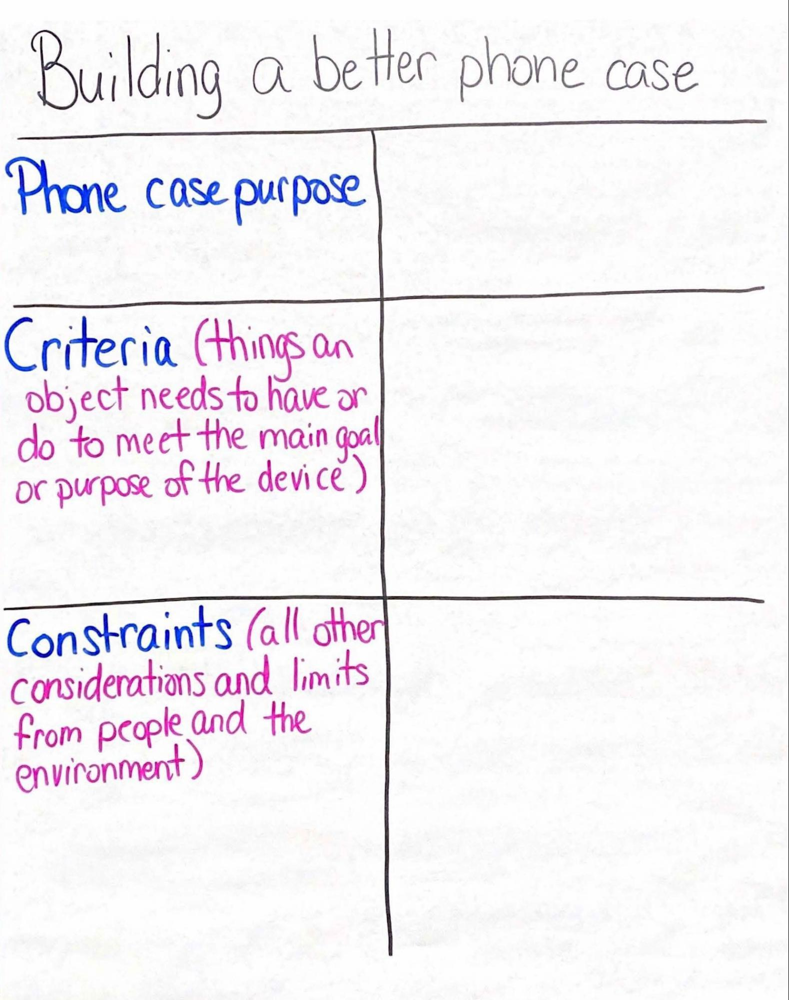 Building a better phone case
Phone case purpose
Criteria (things an
object needs to have or
do to meet the main goal
or purpose of the device)
Constraints (all other
considerations and limits
from people and the
environment)